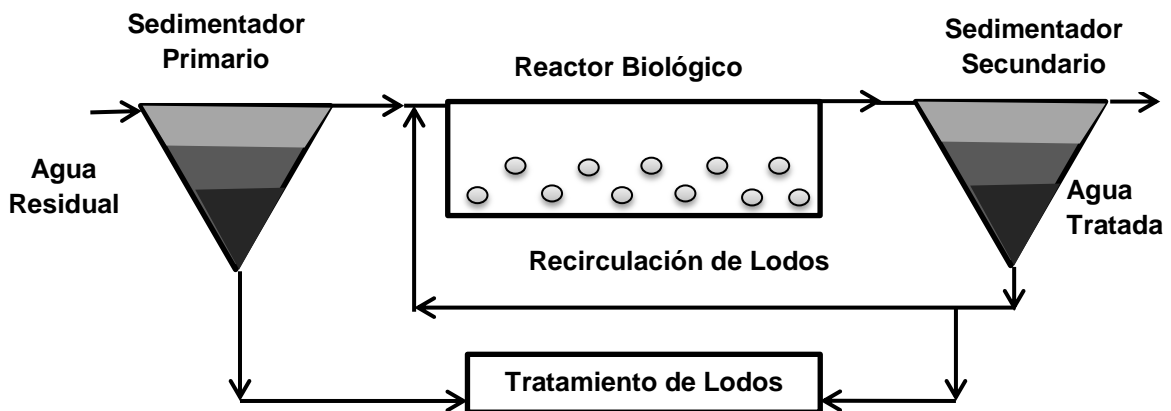 Sedimentador
Primario
Reactor Biológico
Sedimentador
Secundario
Agua
Residual
Agua
Tratada
Recirculación de Lodos
Tratamiento de Lodos